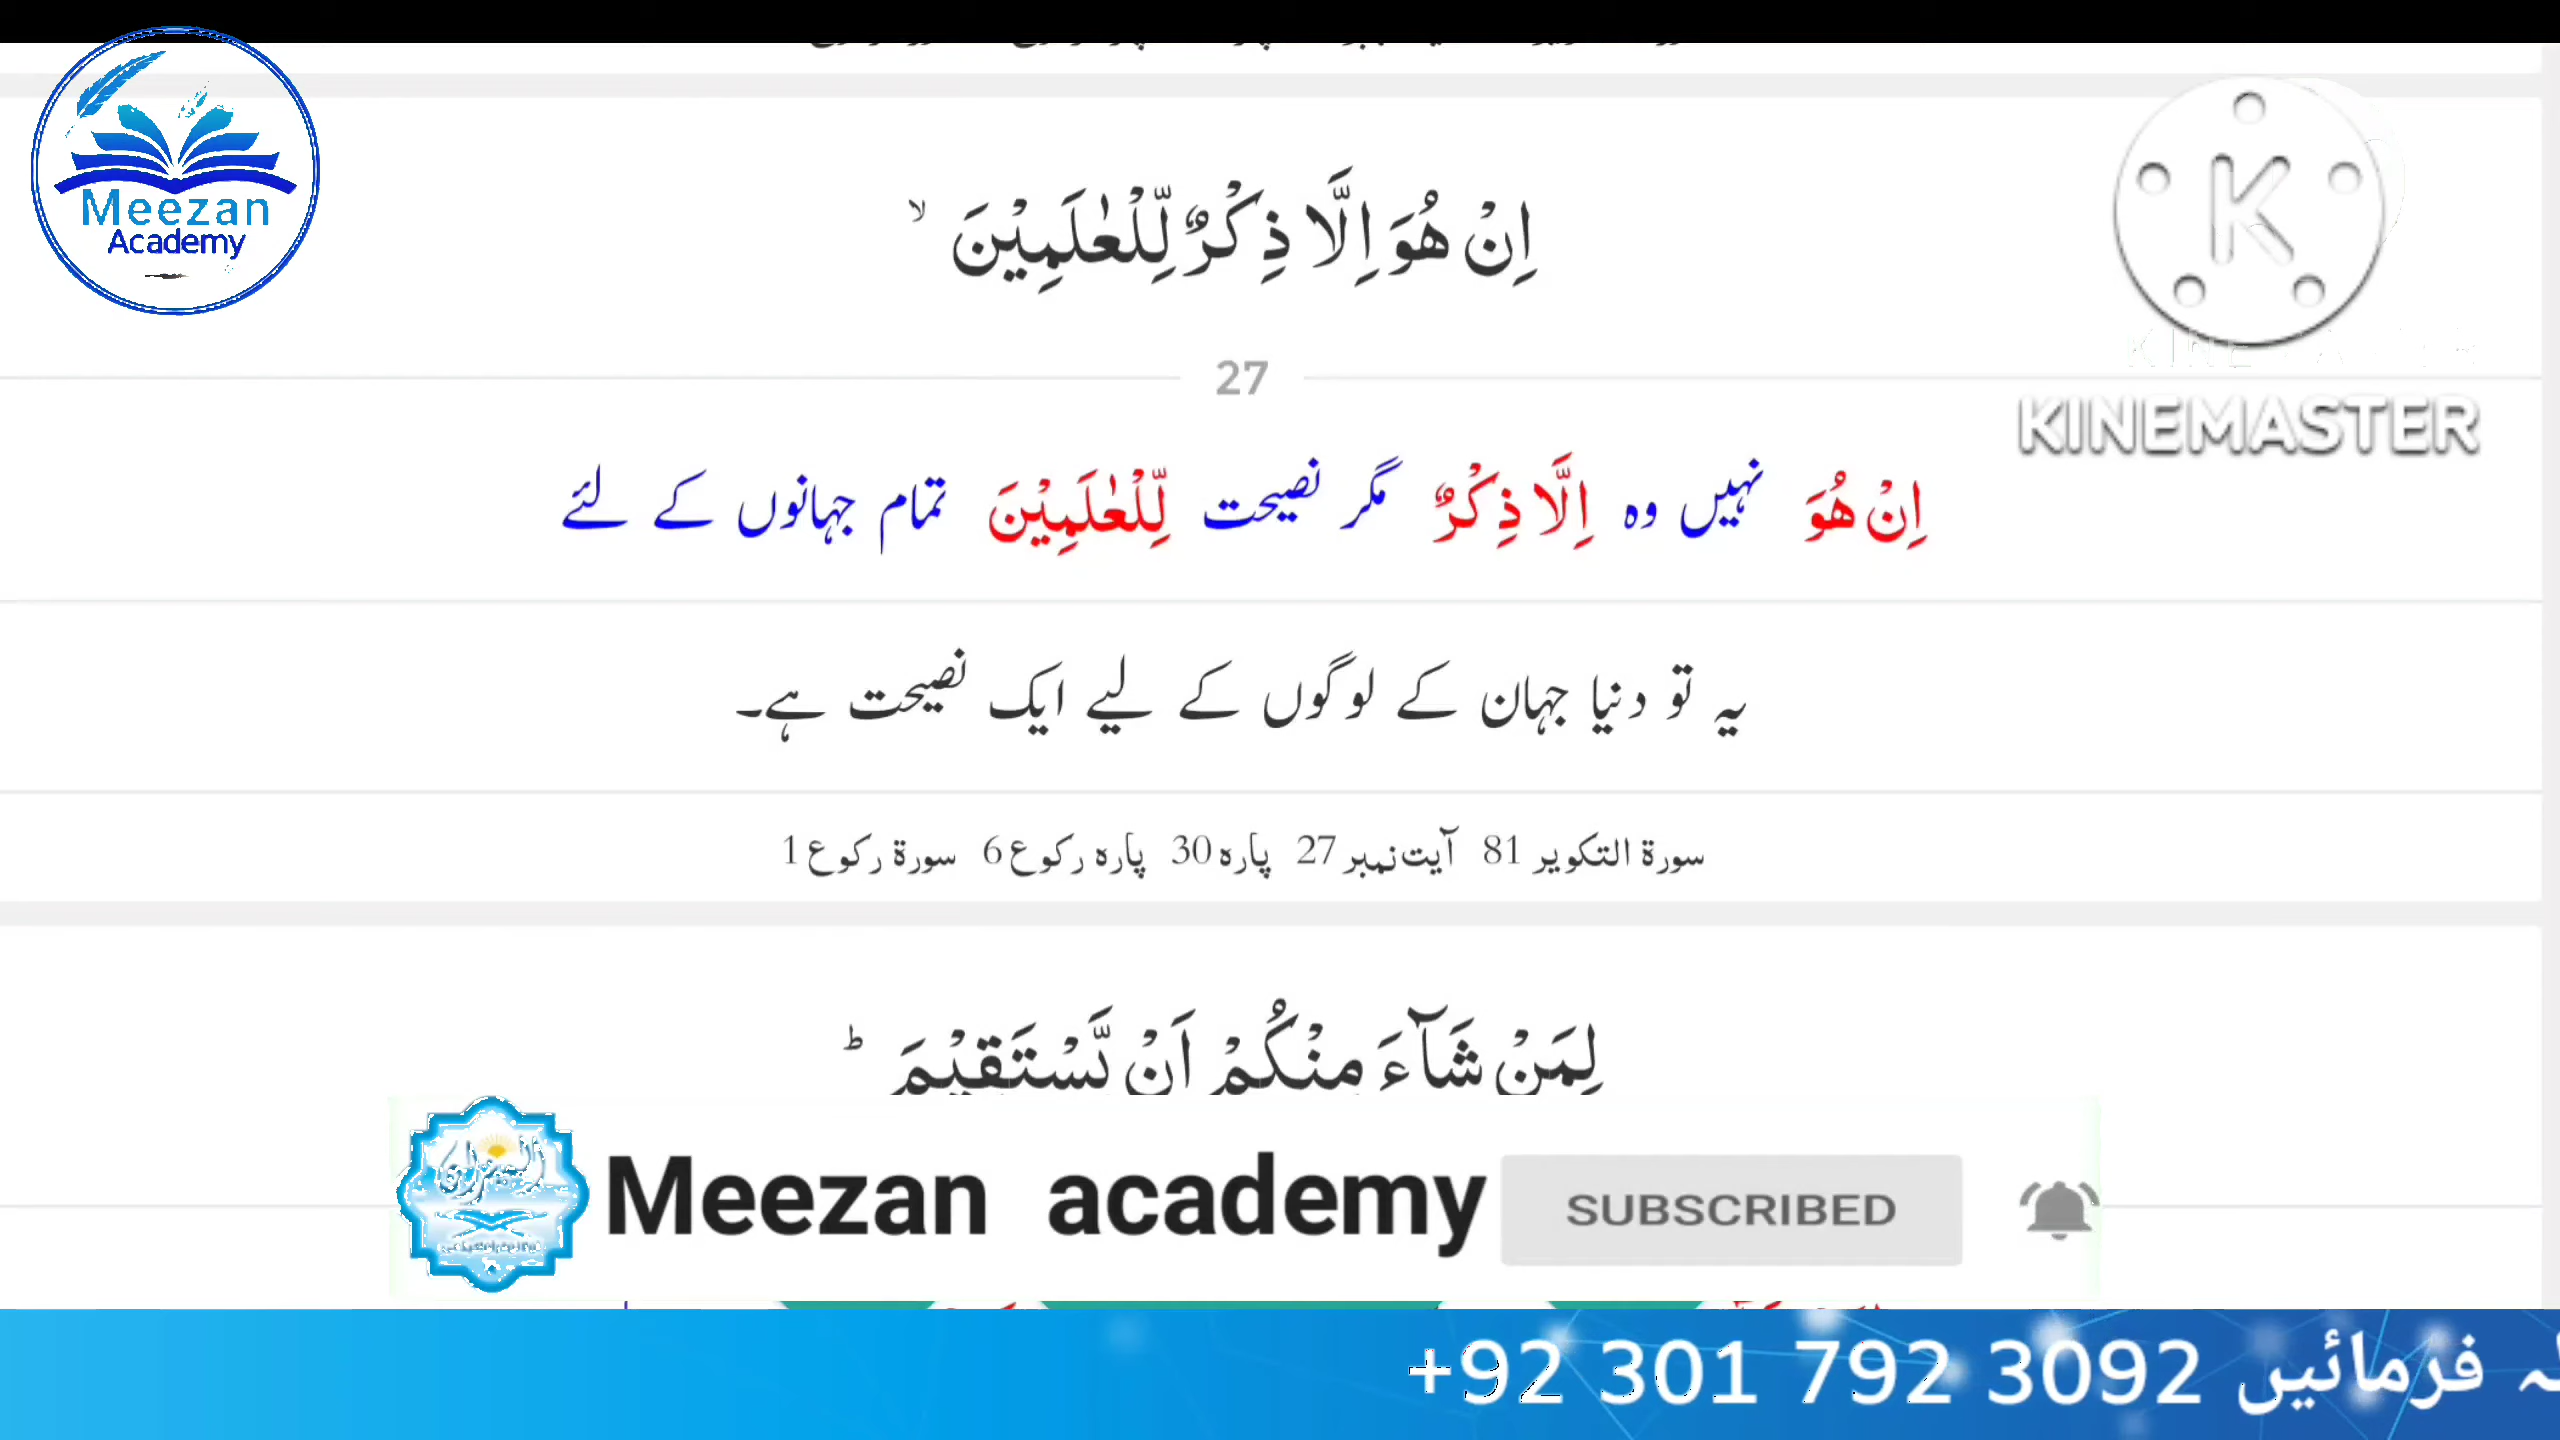 Meezan
Academy
اِنْ هُوَ اِلَّا ذِكْرٌ لِّلْعٰلَمِيْنَ ۙ
27
KINEMASTER
اِنْ هُوَ نہیں وہ اِلَّا ذِكْرٌ مگر نصیحت لِّلْعٰلَمِيْنَ تمام جہانوں کے لئے
یہ تو دنیا جہان کے لوگوں کے لیے ایک نصیحت ہے۔
سورۃ التکویر 81 آیت نمبر 27 پارہ 30 پارہ رکوع 6 سورۃ رکوع 1
لِمَنْ شَآءَ مِنْكُمْ اَنْ يَّسْتَقِيْمَ ؕ
Meezan academy SUBSCRIBED
فرمائیں +92 301 792 3092